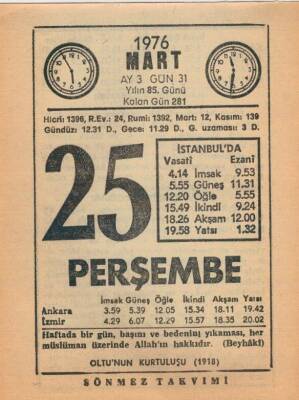 1976
MART
AY 3 GÜN 31
Yılın 85. Günü
Kalan Gün 281
Hicri: 1396, R.Ev.: 24, Rumi: 1392, Mart: 12, Kasım: 139
Gündüz: 12.31 D., Gece: 11.29 D., G. uzaması: 3 D.
25
İSTANBUL'DA
Vasatî Ezanî
4.14 İmsak 9.53
5.55 Güneş 11.31
12.20 Öğle 5.55
15.49 İkindi 9.24
18.26 Akşam 12.00
19.58 Yatsı 1.32
PERŞEMBE
İmsak Güneş Öğle İkindi Akşam Yatsı
Ankara 3.59 5.39 12.05 15.34 18.11 19.42
İzmir 4.29 6.07 12.29 15.57 18.35 20.02
Haftada bir gün, başını ve bedenini yıkaması, her
müslüman üzerinde Allah'ın hakkıdır. (Beyhâkî)
OLTU'NUN KURTULUŞU (1918)
SÖNMEZ TAKVİMİ